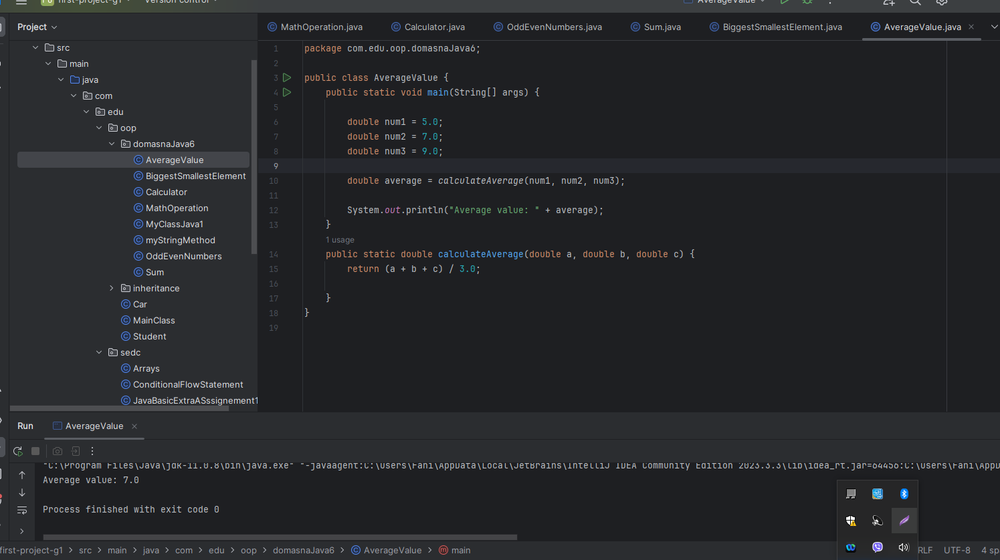 first-project-g1
Version control
AverageValue
Project
MathOperation.java
Calculator.java
OddEvenNumbers.java
Sum.java
BiggestSmallestElement.java
AverageValue.java
src
main
java
com
edu
oop
domasnaJava6
AverageValue
BiggestSmallestElement
Calculator
MathOperation
MyClassJava1
myStringMethod
OddEvenNumbers
Sum
inheritance
Car
MainClass
Student
sedc
Arrays
ConditionalFlowStatement
JavaBasicExtraASssignement1
1 package com.edu.oop.domasnaJava6;
2
3 public class AverageValue {
4 public static void main(String[] args) {
5
6 double num1 = 5.0;
7 double num2 = 7.0;
8 double num3 = 9.0;
9
10 double average = calculateAverage(num1, num2, num3);
11
12 System.out.println("Average value: " + average);
13 }
1 usage
14 public static double calculateAverage(double a, double b, double c) {
15 return (a + b + c) / 3.0;
16
17 }
18 }
19
Run
AverageValue
"C:\Program Files\Java\jdk-11.0.8\bin\java.exe" "-javaagent:C:\Users\Fani\AppData\Local\JetBrains\IntelliJ IDEA Community Edition 2023.3.3\lib\idea_rt.jar=64456:C:\Users\Fani\AppD
Average value: 7.0
Process finished with exit code 0
first-project-g1 > src > main > java > com > edu > oop > domasnaJava6 > AverageValue > main
RLF UTF-8 4 sp